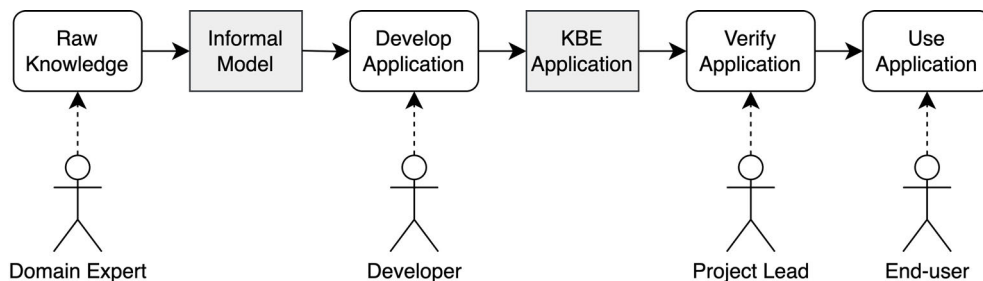 Raw
Knowledge
Informal
Model
Develop
Application
KBE
Application
Verify
Application
Use
Application
Domain Expert
Developer
Project Lead
End-user